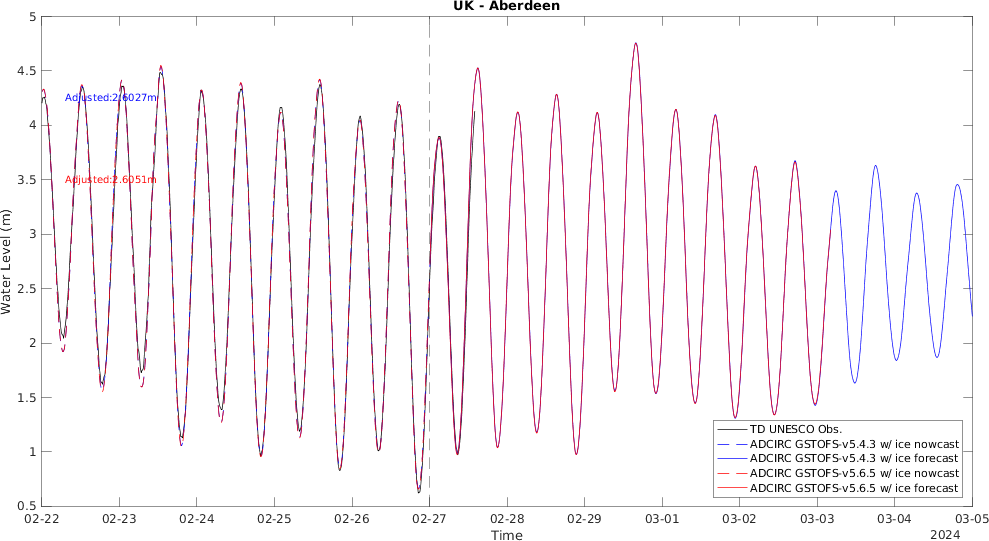 UK - Aberdeen
5
4.5
4
3.5
3
2.5
2
1.5
1
0.5
Water Level (m)
Adjusted:2.6027m
Adjusted:2.6051m
TD UNESCO Obs.
ADCIRC GSTOFS-v5.4.3 w/ ice nowcast
ADCIRC GSTOFS-v5.4.3 w/ ice forecast
ADCIRC GSTOFS-v5.6.5 w/ ice nowcast
ADCIRC GSTOFS-v5.6.5 w/ ice forecast
02-22 02-23 02-24 02-25 02-26 02-27 02-28 02-29 03-01 03-02 03-03 03-04 03-05
Time
2024